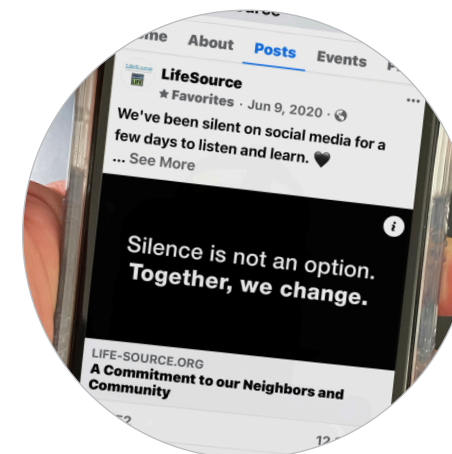 About Posts Events
LifeSource
★ Favorites · Jun 9, 2020 ·
We've been silent on social media for a
few days to listen and learn. 🖤
... See More
Silence is not an option.
Together, we change.
LIFE-SOURCE.ORG
A Commitment to our Neighbors and
Community